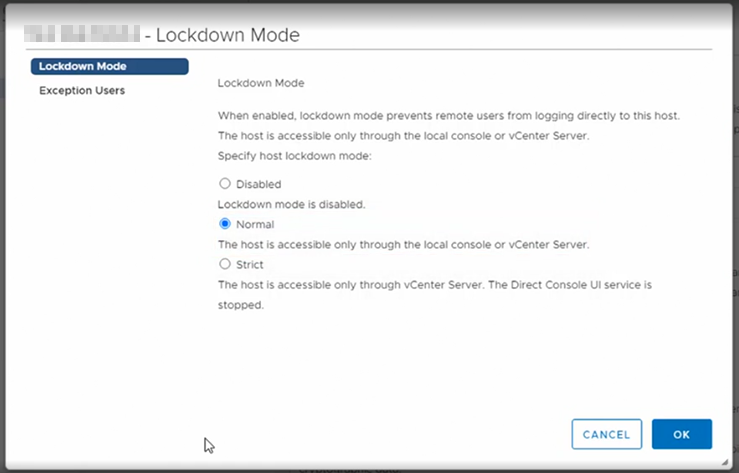 - Lockdown Mode
Lockdown Mode
Exception Users
Lockdown Mode
When enabled, lockdown mode prevents remote users from logging directly to this host.
The host is accessible only through the local console or vCenter Server.
Specify host lockdown mode:
Disabled
Lockdown mode is disabled.
Normal
The host is accessible only through the local console or vCenter Server.
Strict
The host is accessible only through vCenter Server. The Direct Console UI service is
stopped.
CANCEL
OK